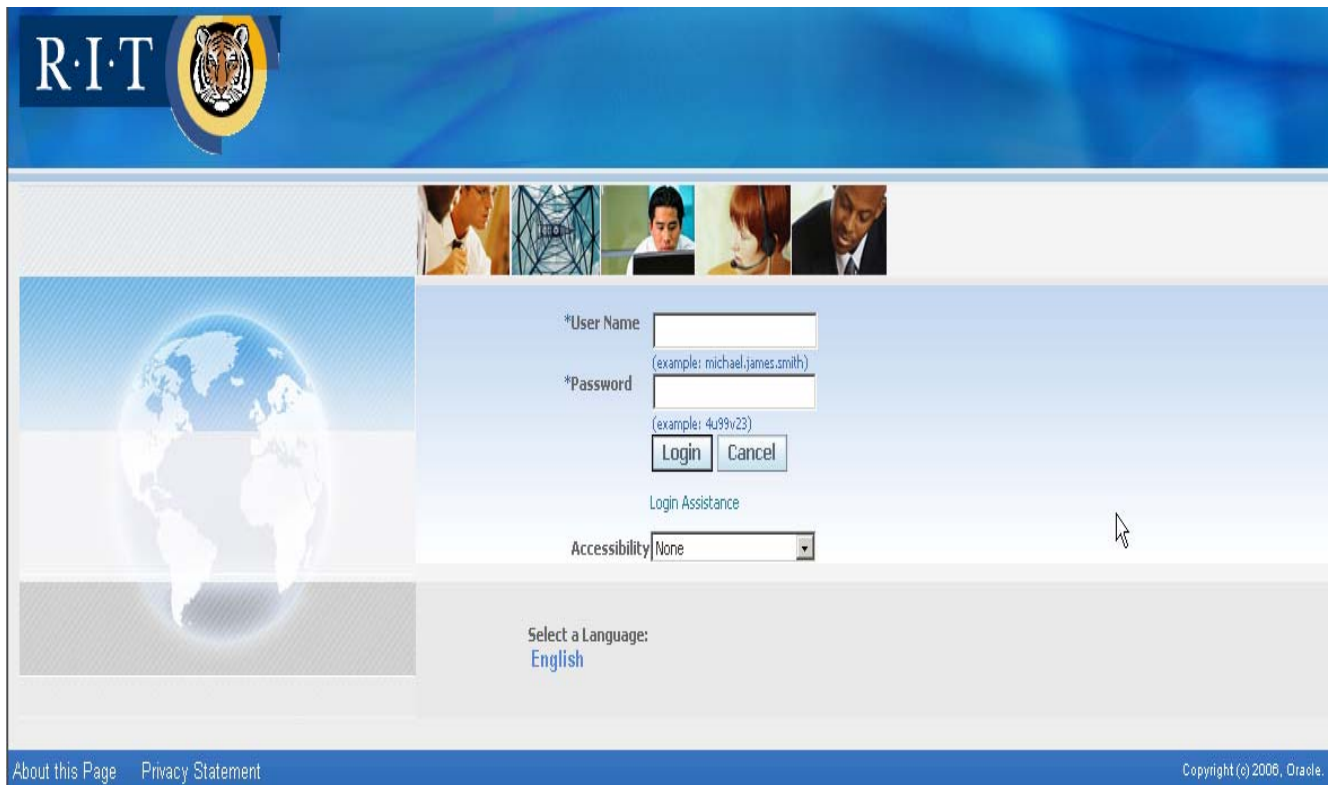 R·I·T
*User Name
(example: michael.james.smith)
*Password
(example: 4u99v23)
Login Cancel
Login Assistance
Accessibility None
Select a Language:
English
About this Page Privacy Statement
Copyright (c) 2006, Oracle.